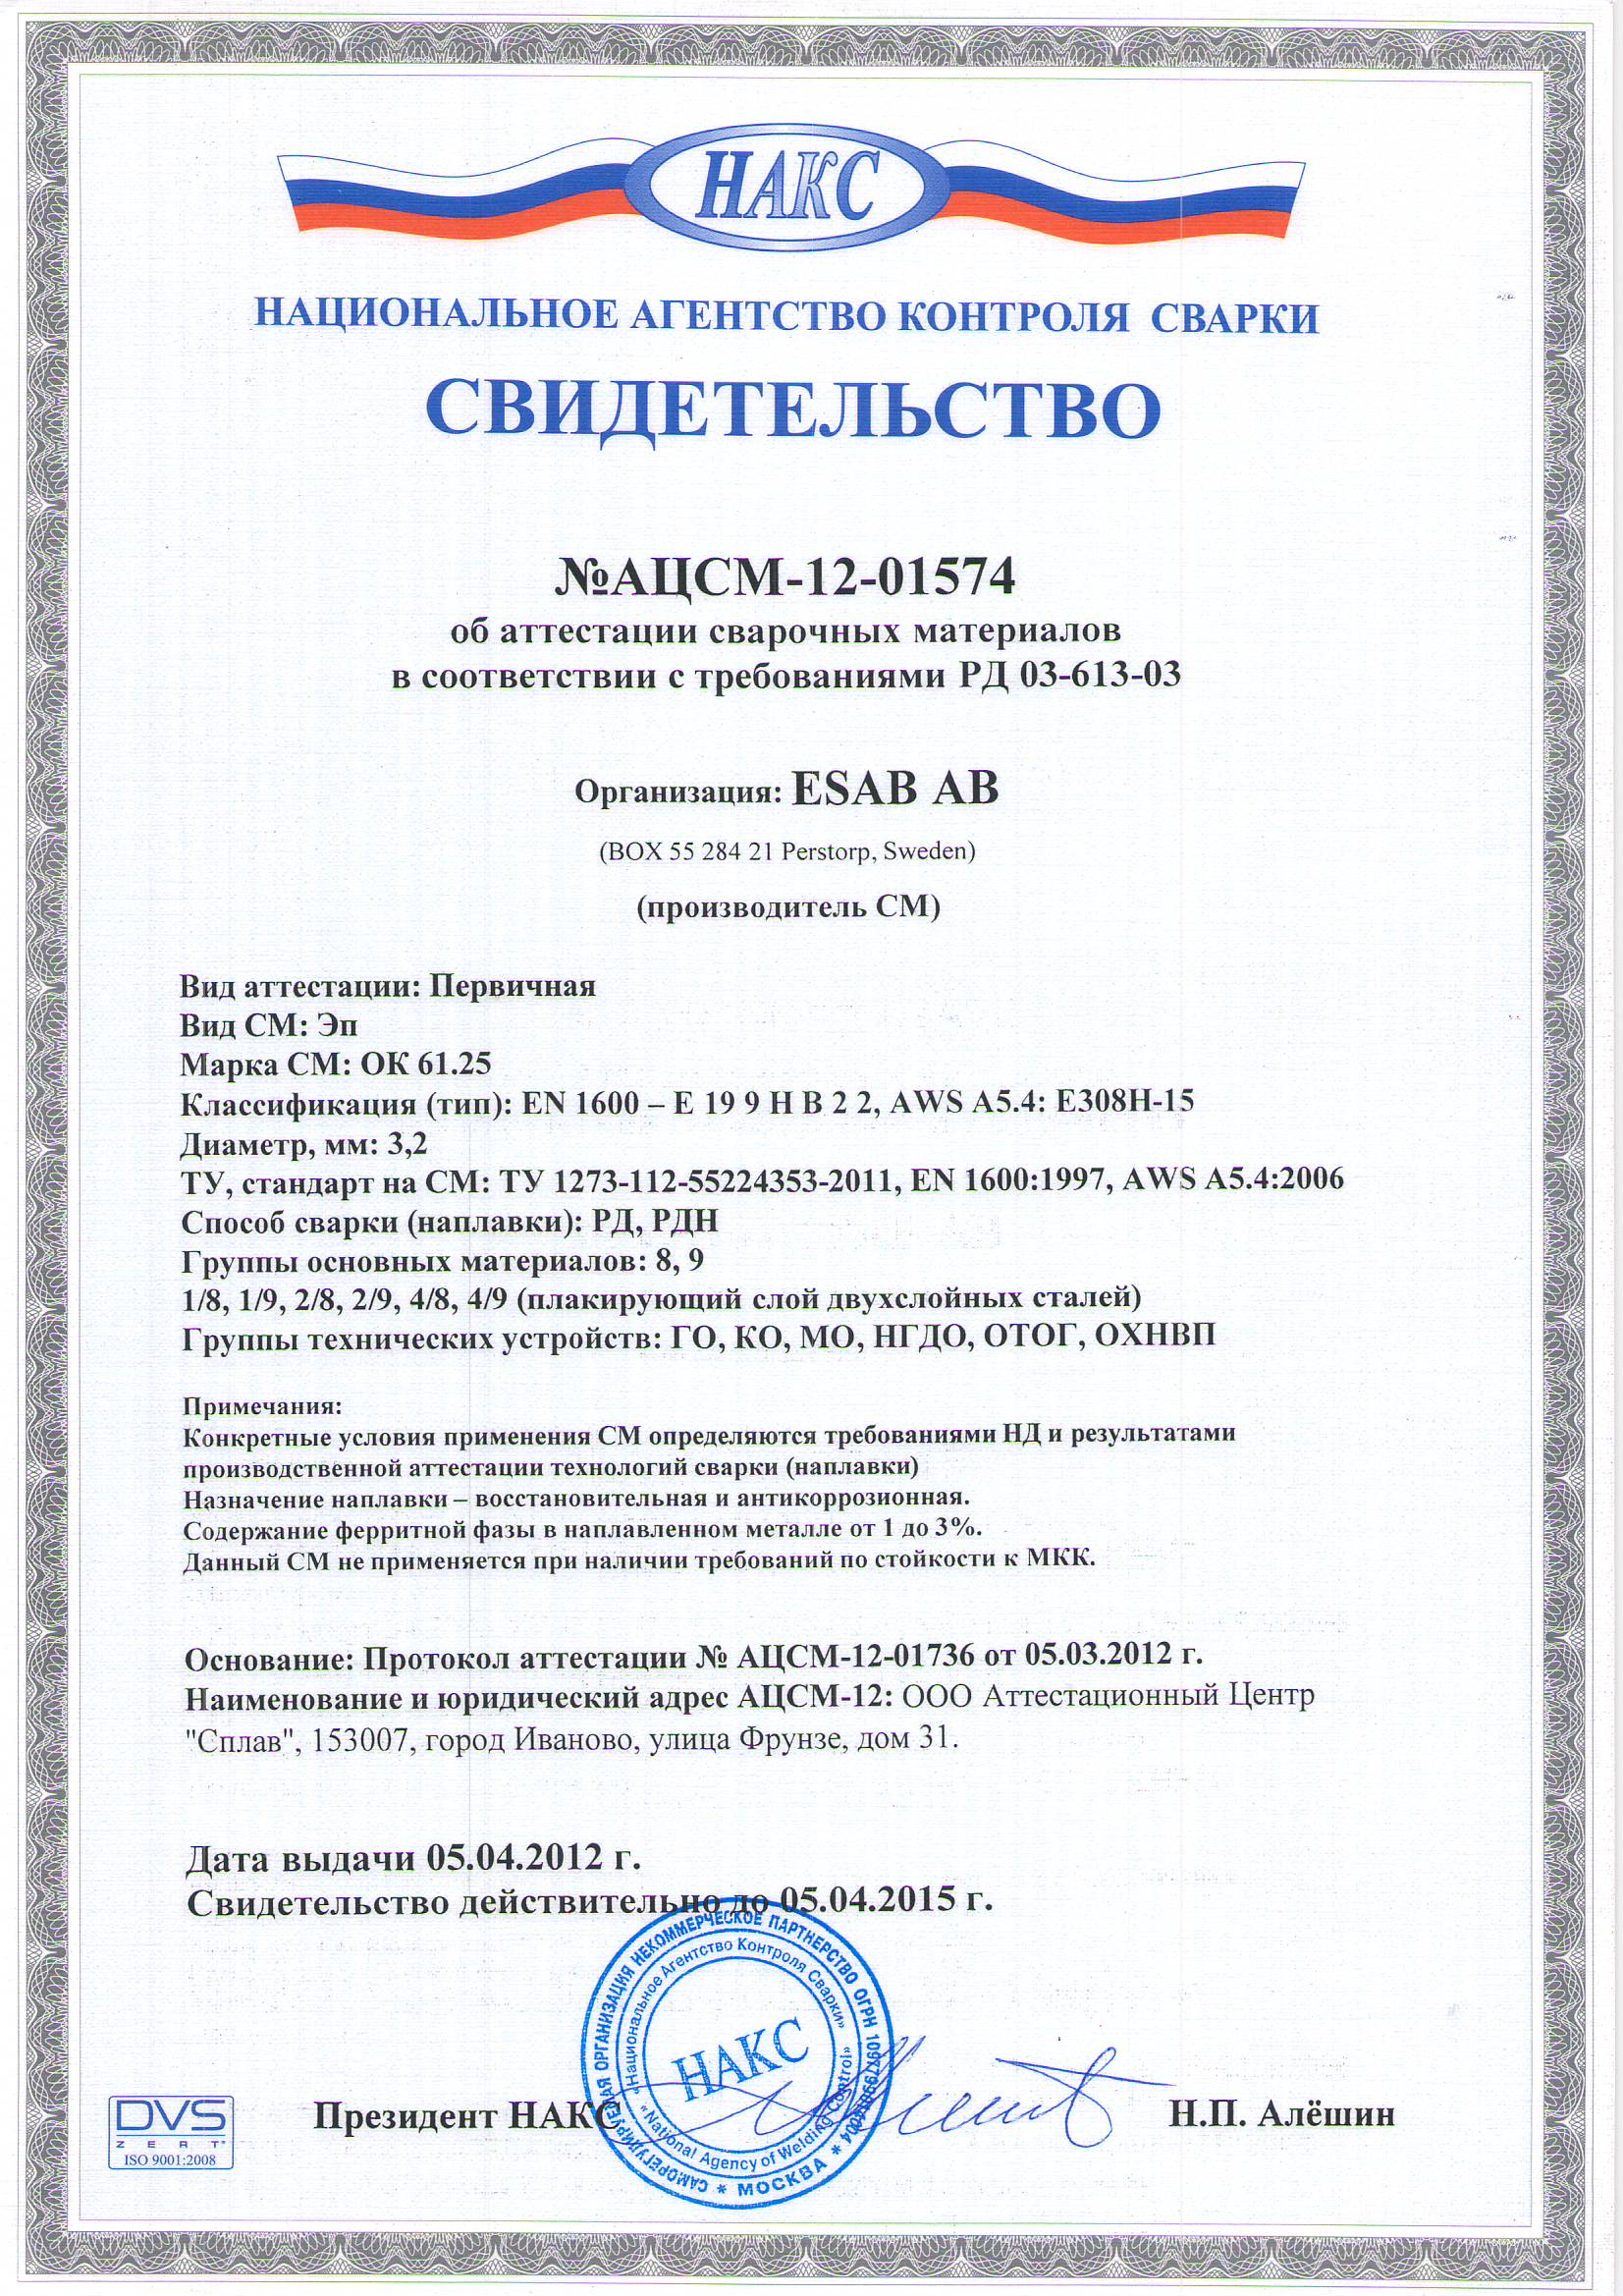 НАКС
НАЦИОНАЛЬНОЕ АГЕНТСТВО КОНТРОЛЯ СВАРКИ
СВИДЕТЕЛЬСТВО
№АЦСМ-12-01574
об аттестации сварочных материалов
в соответствии с требованиями РД 03-613-03
Организация: ESAB AB
(BOX 55 284 21 Perstorp, Sweden)
(производитель СМ)
Вид аттестации: Первичная
Вид СМ: Эп
Марка СМ: ОК 61.25
Классификация (тип): EN 1600 – E 19 9 H B 2 2, AWS A5.4: E308H-15
Диаметр, мм: 3,2
ТУ, стандарт на СМ: ТУ 1273-112-55224353-2011, EN 1600:1997, AWS A5.4:2006
Способ сварки (наплавки): РД, РДН
Группы основных материалов: 8, 9
1/8, 1/9, 2/8, 2/9, 4/8, 4/9 (плакирующий слой двухслойных сталей)
Группы технических устройств: ГО, КО, МО, НГДО, ОТОГ, ОХНВП
Примечания:
Конкретные условия применения СМ определяются требованиями НД и результатами
производственной аттестации технологий сварки (наплавки)
Назначение наплавки – восстановительная и антикоррозионная.
Содержание ферритной фазы в наплавленном металле от 1 до 3%.
Данный СМ не применяется при наличии требований по стойкости к МКК.
Основание: Протокол аттестации № АЦСМ-12-01736 от 05.03.2012 г.
Наименование и юридический адрес АЦСМ-12: ООО Аттестационный Центр
"Сплав", 153007, город Иваново, улица Фрунзе, дом 31.
Дата выдачи 05.04.2012 г.
Свидетельство действительно до 05.04.2015 г.
САМОРЕГУЛИРУЕМАЯ ОРГАНИЗАЦИЯ НЕКОММЕРЧЕСКОЕ ПАРТНЕРСТВО ОГРН
* МОСКВА *
«Национальное Агентство Контроля Сварки»
«National Agency of Welding Control»
НАКС
Президент НАКС
Н.П. Алёшин
DVS
ZERT
ISO 9001:2008